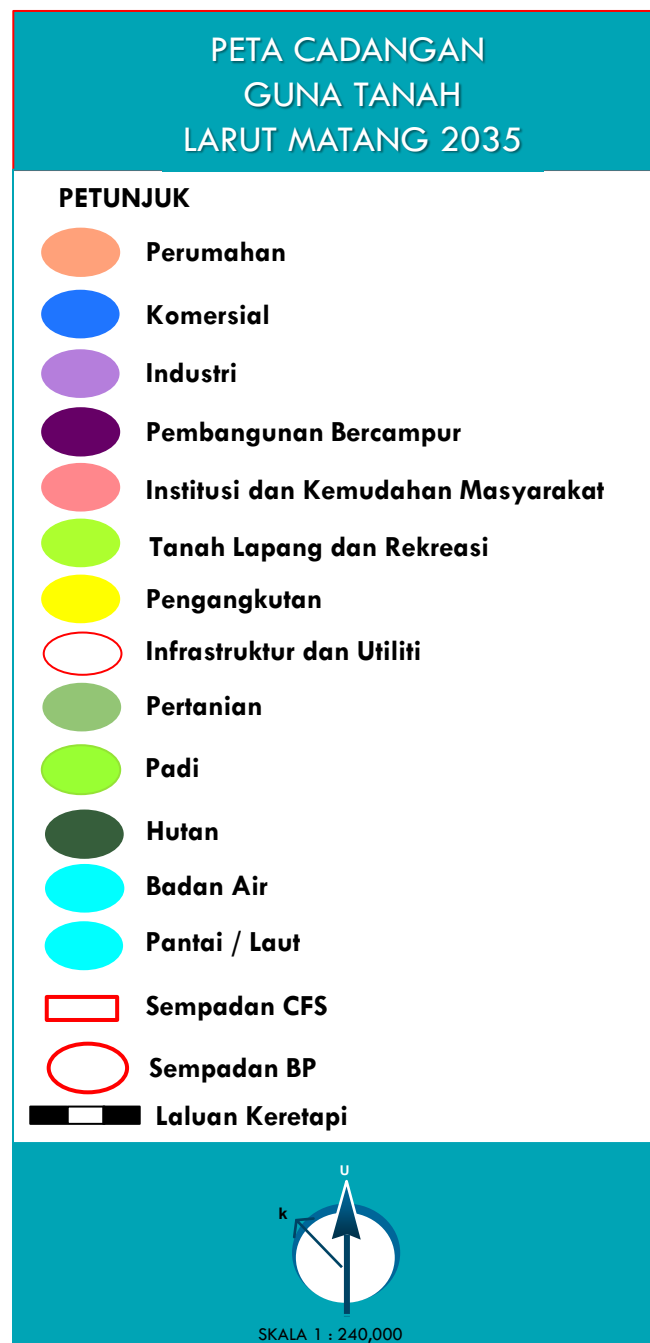 PETA CADANGAN
GUNA TANAH
LARUT MATANG 2035
PETUNJUK
Perumahan
Komersial
Industri
Pembangunan Bercampur
Institusi dan Kemudahan Masyarakat
Tanah Lapang dan Rekreasi
Pengangkutan
Infrastruktur dan Utiliti
Pertanian
Padi
Hutan
Badan Air
Pantai / Laut
Sempadan CFS
Sempadan BP
Laluan Keretapi
U
k
SKALA 1 : 240,000